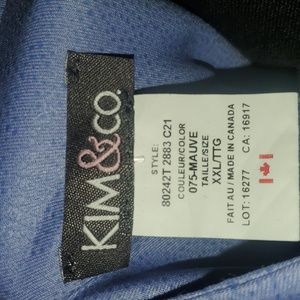 KIM&CO.
STYLE:
80242T 2883 C21
COULEUR/COLOR
075-MAUVE
TAILLE/SIZE
XXL/TTG
FAIT AU / MADE IN CANADA
LOT: 16277 CA: 16917